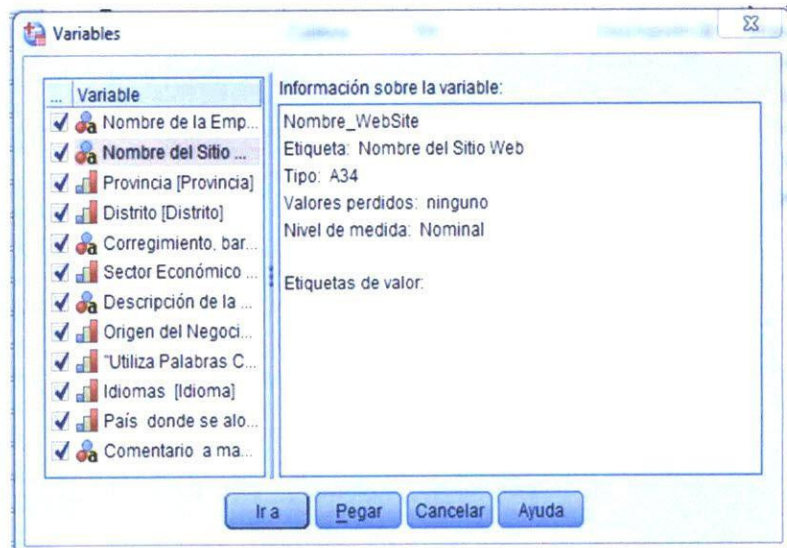 Variables
... Variable
Nombre de la Emp...
Nombre del Sitio ...
Provincia [Provincia]
Distrito [Distrito]
Corregimiento, bar...
Sector Económico ...
Descripción de la ...
Origen del Negoci...
"Utiliza Palabras C...
Idiomas [Idioma]
País donde se alo...
Comentario a ma...
Información sobre la variable:
Nombre_WebSite
Etiqueta: Nombre del Sitio Web
Tipo: A34
Valores perdidos: ninguno
Nivel de medida: Nominal
Etiquetas de valor:
Ir a
Pegar
Cancelar
Ayuda